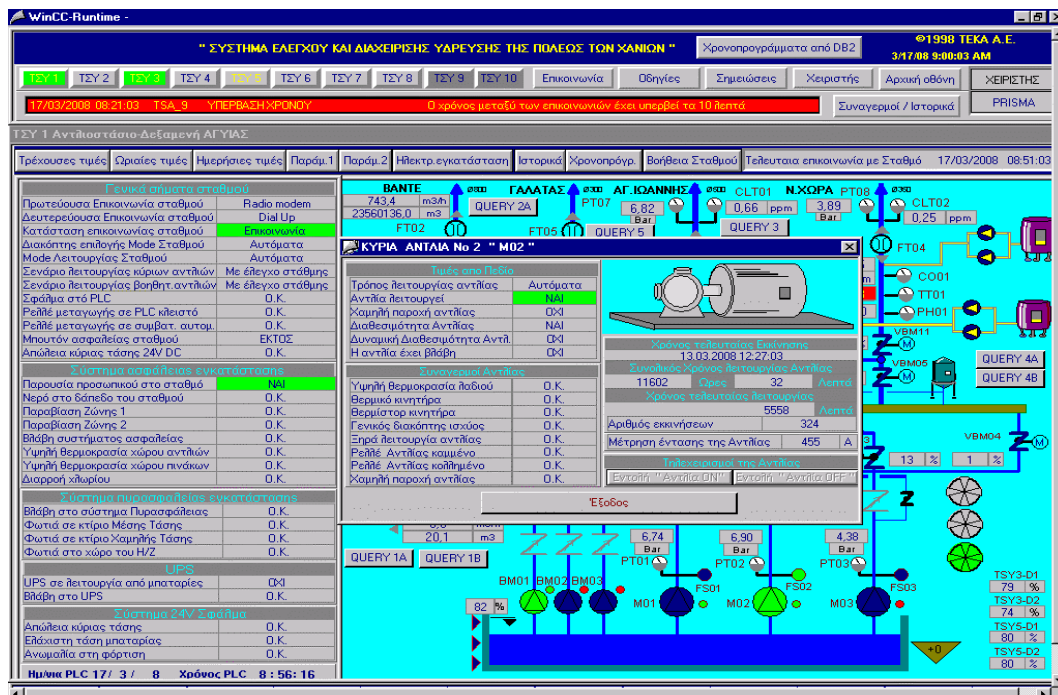 WinCC-Runtime -
" ΣΥΣΤΗΜΑ ΕΛΕΓΧΟΥ ΚΑΙ ΔΙΑΧΕΙΡΙΣΗΣ ΥΔΡΕΥΣΗΣ ΤΗΣ ΠΟΛΕΩΣ ΤΩΝ ΧΑΝΙΩΝ "
Χρονοπρογράμματα από DB2
©1998 TEKA A.E.
3/17/08 9:00:03 AM
ΤΣΥ 1 ΤΣΥ 2 ΤΣΥ 3 ΤΣΥ 4 ΤΣΥ 5 ΤΣΥ 6 ΤΣΥ 7 ΤΣΥ 8 ΤΣΥ 9 ΤΣΥ 10 Επικοινωνία Οδηγίες Σημειώσεις Χειριστής Αρχική οθόνη ΧΕΙΡΙΣΤΗΣ
17/03/2008 08:21:03 TSA_9 ΥΠΕΡΒΑΣΗ ΧΡΟΝΟΥ Ο χρόνος μεταξύ των επικοινωνιών έχει υπερβεί τα 10 λεπτά
Συναγερμοί / Ιστορικά PRISMA
ΤΣΥ 1 Αντλιοστάσιο-Δεξαμενή ΑΓΥΙΑΣ
Τρέχουσες τιμές Ωριαίες τιμές Ημερήσιες τιμές Παράμ.1 Παράμ.2 Ηλεκτρ.εγκατάσταση Ιστορικά Χρονοπρόγρ. Βοήθεια Σταθμού Τελευταια επικοινωνία με Σταθμό 17/03/2008 08:51:03
Γενικά σήματα σταθμού
Πρωτεύουσα Επικοινωνία σταθμού Radio modem
Δευτερεύουσα Επικοινωνία σταθμού Dial Up
Κατάσταση επικοινωνίας σταθμού Επικοινωνία
Διακόπτης επιλογής Mode Σταθμού Αυτόματα
Mode Λειτουργίας Σταθμού Αυτόματα
Σενάριο λειτουργίας κύριων αντλιών Με έλεγχο στάθμης
Σενάριο λειτουργίας βοηθητ.αντλιών Με έλεγχο στάθμης
Σφάλμα στό PLC Ο.Κ.
Ρελλέ μεταγωγής σε PLC κλειστό Ο.Κ.
Ρελλέ μεταγωγής σε συμβατ. αυτομ. Ο.Κ.
Μπουτόν ασφαλείας σταθμού ΕΚΤΟΣ
Απώλεια κύριας τάσης 24V DC Ο.Κ.
Σύστημα ασφάλειας εγκατάστασης
Παρουσία προσωπικού στο σταθμό ΝΑΙ
Νερό στο δάπεδο του σταθμού Ο.Κ.
Παραβίαση Ζώνης 1 Ο.Κ.
Παραβίαση Ζώνης 2 Ο.Κ.
Βλάβη συστήματος ασφαλείας Ο.Κ.
Υψηλή θερμοκρασία χώρου αντλιών Ο.Κ.
Υψηλή θερμοκρασία χώρου πινάκων Ο.Κ.
Διαρροή χλωρίου Ο.Κ.
Σύστημα πυρασφαλείας εγκατάστασης
Βλάβη στο σύστημα Πυρασφάλειας Ο.Κ.
Φωτιά σε κτίριο Μέσης Τάσης Ο.Κ.
Φωτιά σε κτίριο Χαμηλής Τάσης Ο.Κ.
Φωτιά στο χώρο του Η/Ζ Ο.Κ.
UPS
UPS σε λειτουργία από μπαταρίες ΟΧΙ
Βλάβη στο UPS Ο.Κ.
Σύστημα 24V Σφάλμα
Απώλεια κύριας τάσης Ο.Κ.
Ελάχιστη τάση μπαταρίας Ο.Κ.
Ανωμαλία στη φόρτιση Ο.Κ.
Ημ/νια PLC 17/ 3 / 8 Χρόνος PLC 8 : 56: 16
ΒΑΝΤΕ Ø800 ΓΑΛΑΤΑΣ Ø300 ΑΓ.ΙΩΑΝΝΗΣ Ø500 CLT01 Ν.ΧΩΡΑ PT08 Ø350
743,4 m3/h
23560136,0 m3
QUERY 2A
PT07
6,82 Bar
0,66 ppm
3,89 Bar
CLT02
0,25 ppm
FT02 FT05 QUERY 5 QUERY 3 FT04
CO01
TT01
PH01
VBM11
VBM05
QUERY 4A
QUERY 4B
VBM04
13 % 1 %
ΚΥΡΙΑ ΑΝΤΛΙΑ Νο 2 " Μ02 "
Τιμές απο Πεδίο
Τρόπος λειτουργίας αντλίας Αυτόματα
Αντλία λειτουργεί ΝΑΙ
Χαμηλή παροχή αντλίας ΟΧΙ
Διαθεσιμότητα Αντλίας ΝΑΙ
Δυναμική Διαθεσιμότητα Αντλ. ΟΧΙ
Η αντλία έχει βλάβη ΟΧΙ
Συναγερμοί Αντλίας
Υψηλή θερμοκρασία λαδιού Ο.Κ.
Θερμικό κινητήρα Ο.Κ.
Θερμίστορ κινητήρα Ο.Κ.
Γενικός διακόπτης ισχύος Ο.Κ.
Ξηρά λειτουργία αντλίας Ο.Κ.
Ρελλέ Αντλίας καμμένο Ο.Κ.
Ρελλέ Αντλίας κολλημένο Ο.Κ.
Χαμηλή παροχή αντλίας Ο.Κ.
Χρόνος τελευταίας Εκκίνησης
13.03.2008 12:27:03
Συνολικός Χρόνος λειτουργίας Αντλίας
11602 Ωρες 32 Λεπτά
Χρόνος τελευταίας λειτουργίας
5558 Λεπτά
Αριθμός εκκινήσεων 324
Μέτρηση έντασης της Αντλίας 455 A
Τηλεχειρισμοί της Αντλίας
Εντολή "Αντλία ON" Εντολή "Αντλία OFF"
Έξοδος
20,1 m3
QUERY 1A QUERY 1B
6,74 Bar
6,90 Bar
4,38 Bar
PT01 PT02 PT03
BM01 BM02 BM03 FS01 FS02 FS03
82 %
M01 M02 M03
+0
TSY3-D1
79 %
TSY3-D2
74 %
TSY5-D1
80 %
TSY5-D2
80 %